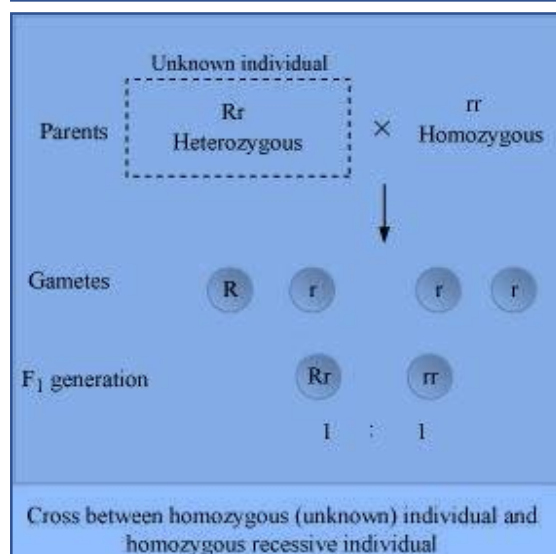 Unknown individual
Rr
Heterozygous
Parents
×
rr
Homozygous
Gametes
R r r r
F₁ generation
Rr rr
1 : 1
Cross between homozygous (unknown) individual and
homozygous recessive individual